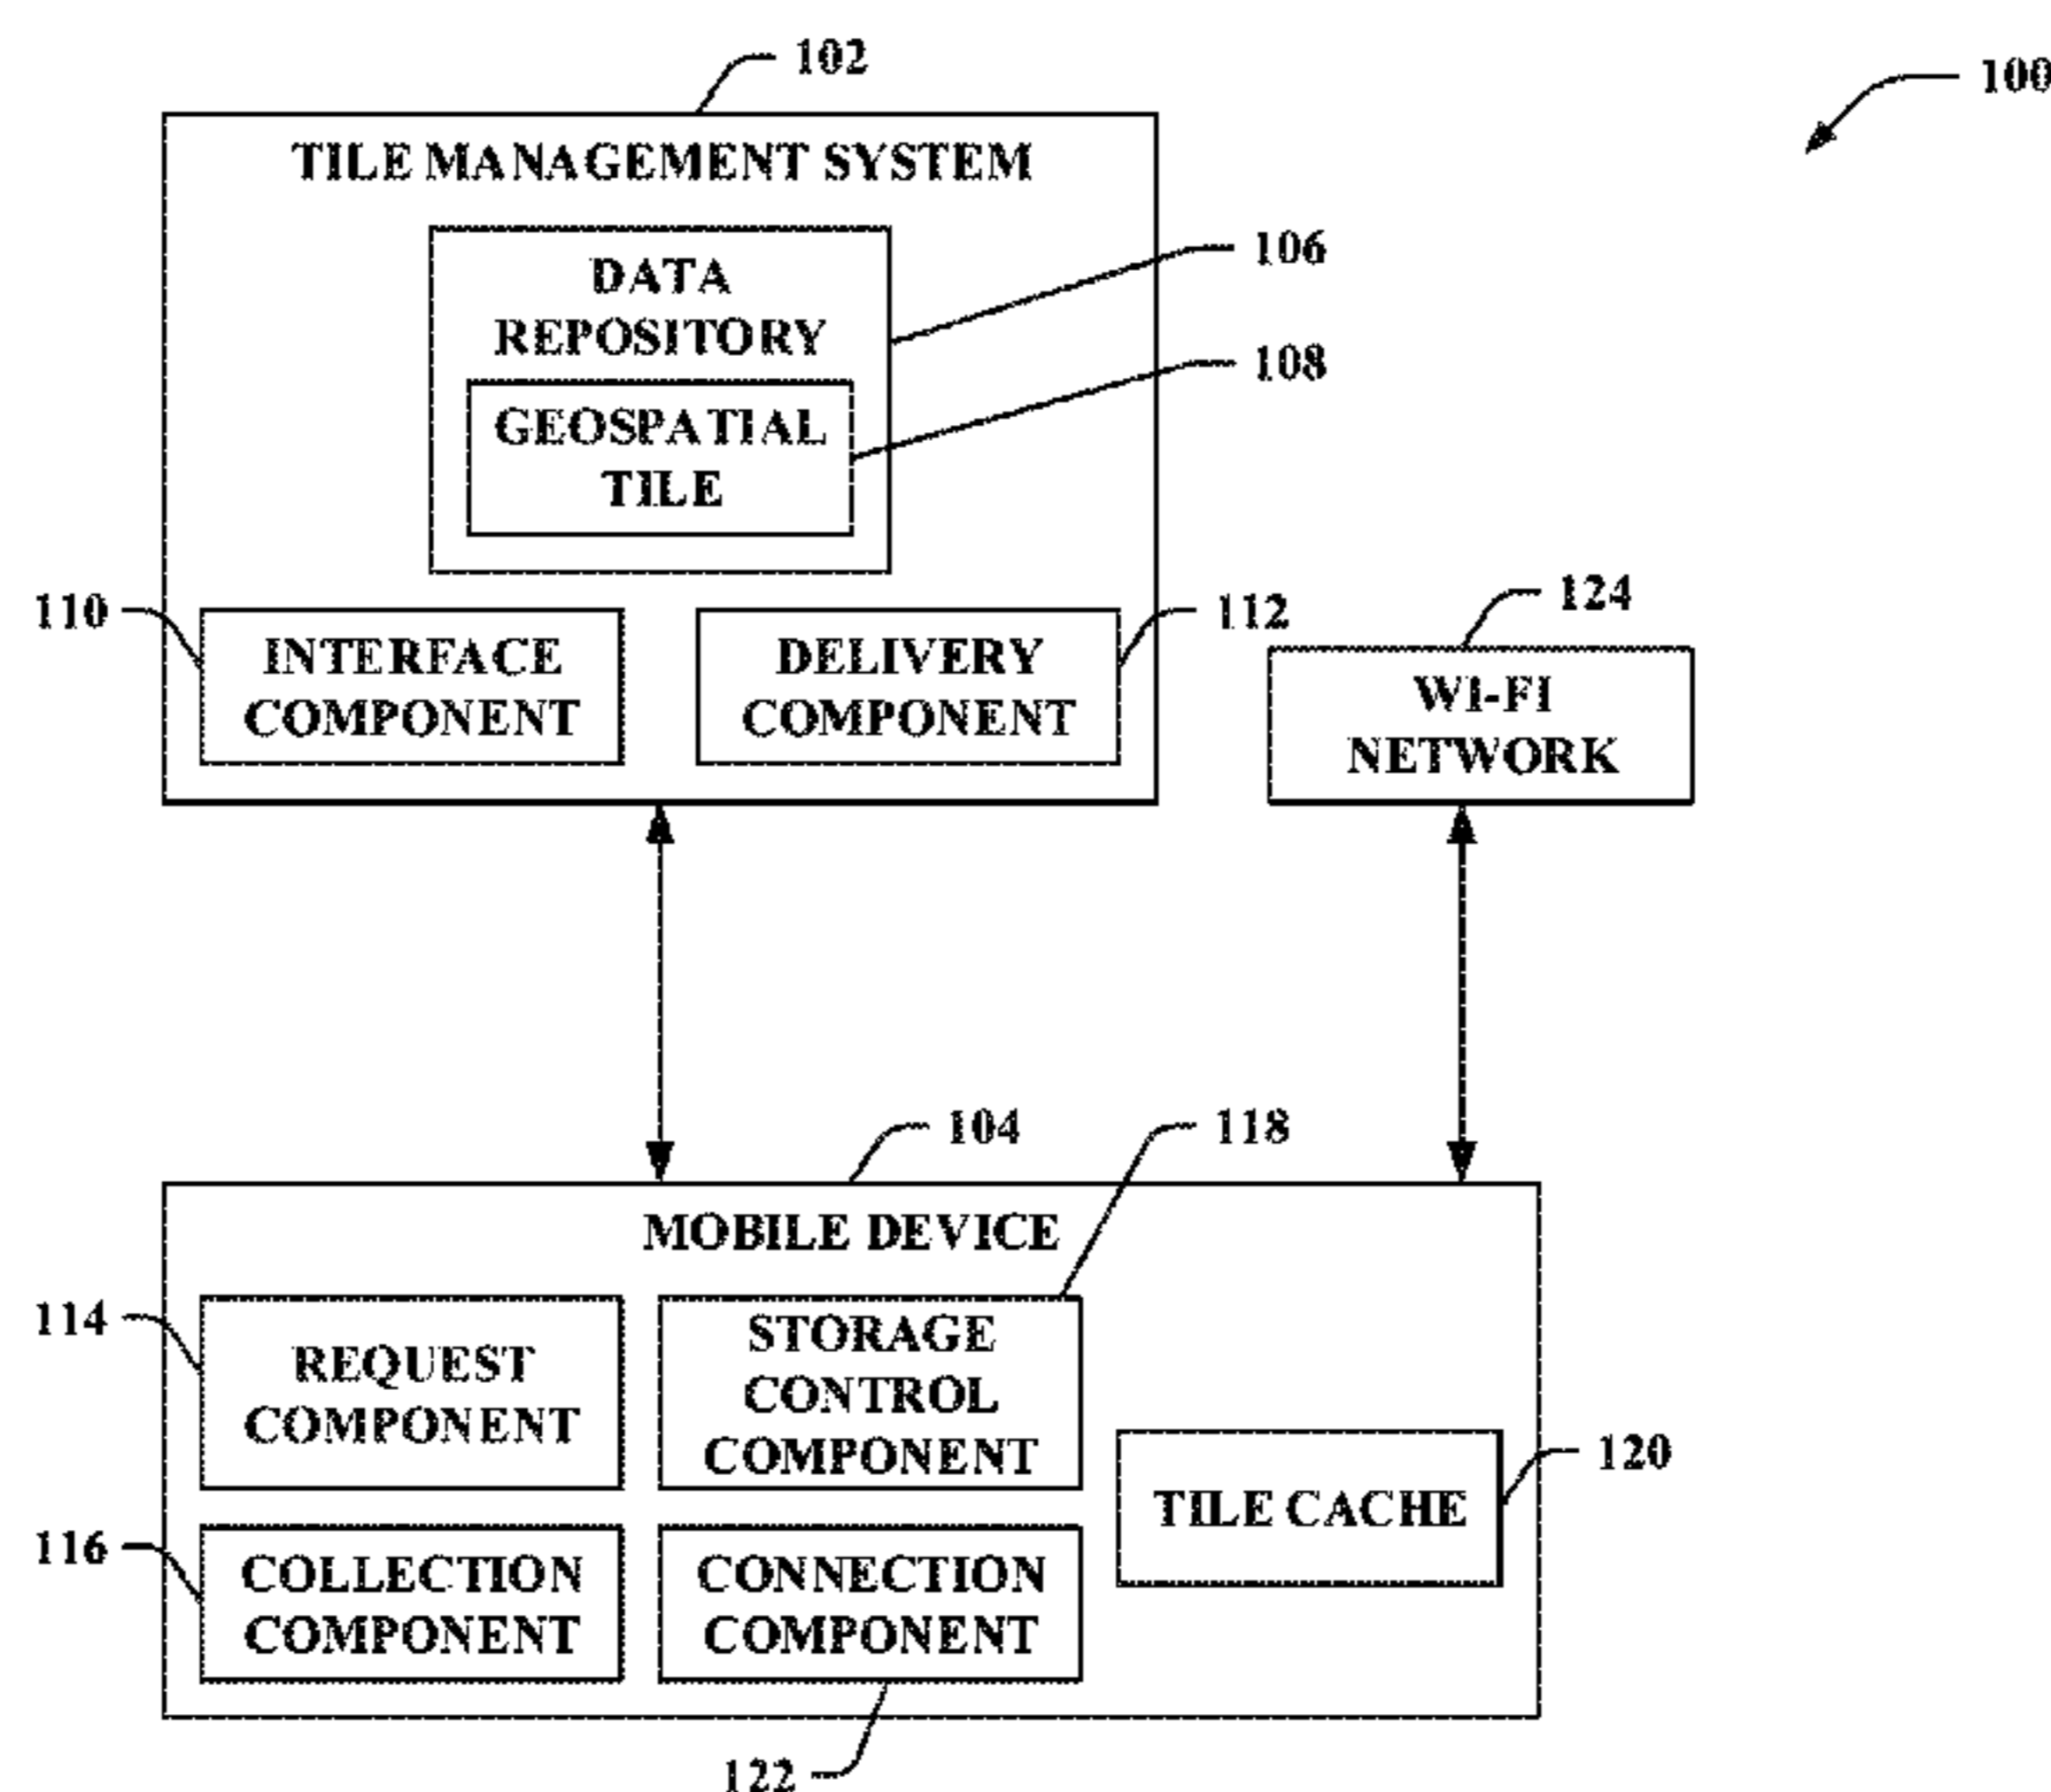 102
100
TILE MANAGEMENT SYSTEM
DATA
REPOSITORY
106
GEOSPATIAL
TILE
108
110
INTERFACE
COMPONENT
DELIVERY
COMPONENT
112
124
WI-FI
NETWORK
104
118
MOBILE DEVICE
114
REQUEST
COMPONENT
STORAGE
CONTROL
COMPONENT
TILE CACHE
120
116
COLLECTION
COMPONENT
CONNECTION
COMPONENT
122